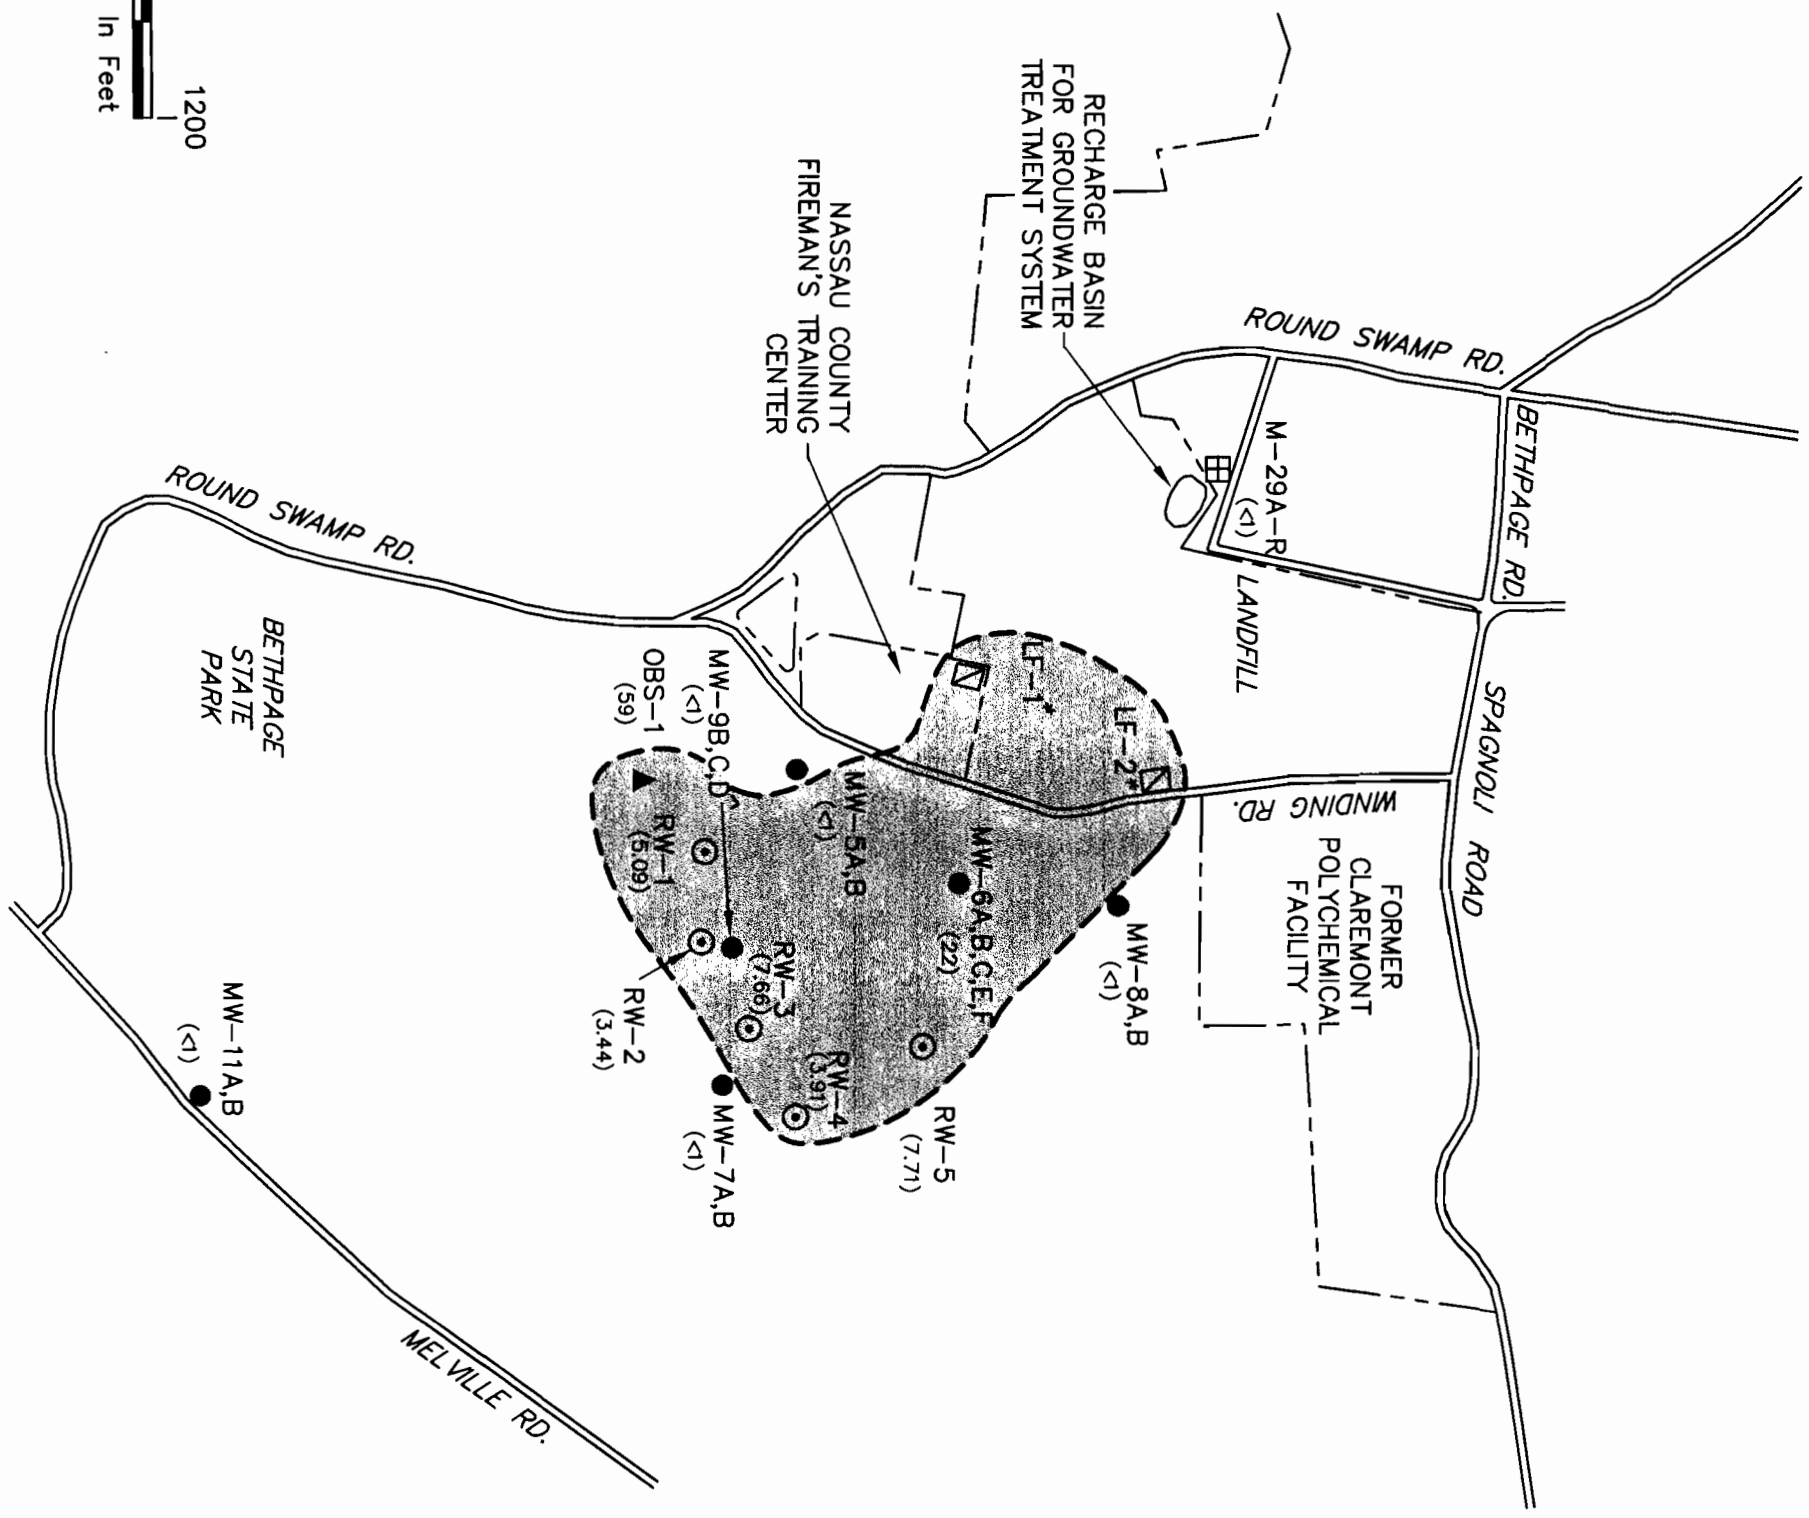 1200
In Feet
RECHARGE BASIN
FOR GROUNDWATER
TREATMENT SYSTEM
NASSAU COUNTY
FIREMAN'S TRAINING
CENTER
ROUND SWAMP RD.
BETHPAGE RD.
M-29A-R
(<1)
LANDFILL
SPAGNOLI ROAD
WINDING RD.
FORMER
CLAREMONT
POLYCHEMICAL
FACILITY
LF-1*
LF-2*
ROUND SWAMP RD.
BETHPAGE
STATE
PARK
OBS-1
(59)
MW-9B,C,D
(<1)
MW-5A,B
(<1)
RW-1
(5.09)
MW-6A,B,C,E,F
(22)
MW-8A,B
(<1)
RW-3
(7.66)
RW-2
(3.44)
RW-4
(3.91)
RW-5
(7.71)
MW-7A,B
(<1)
MW-11A,B
(<1)
MELVILLE RD.